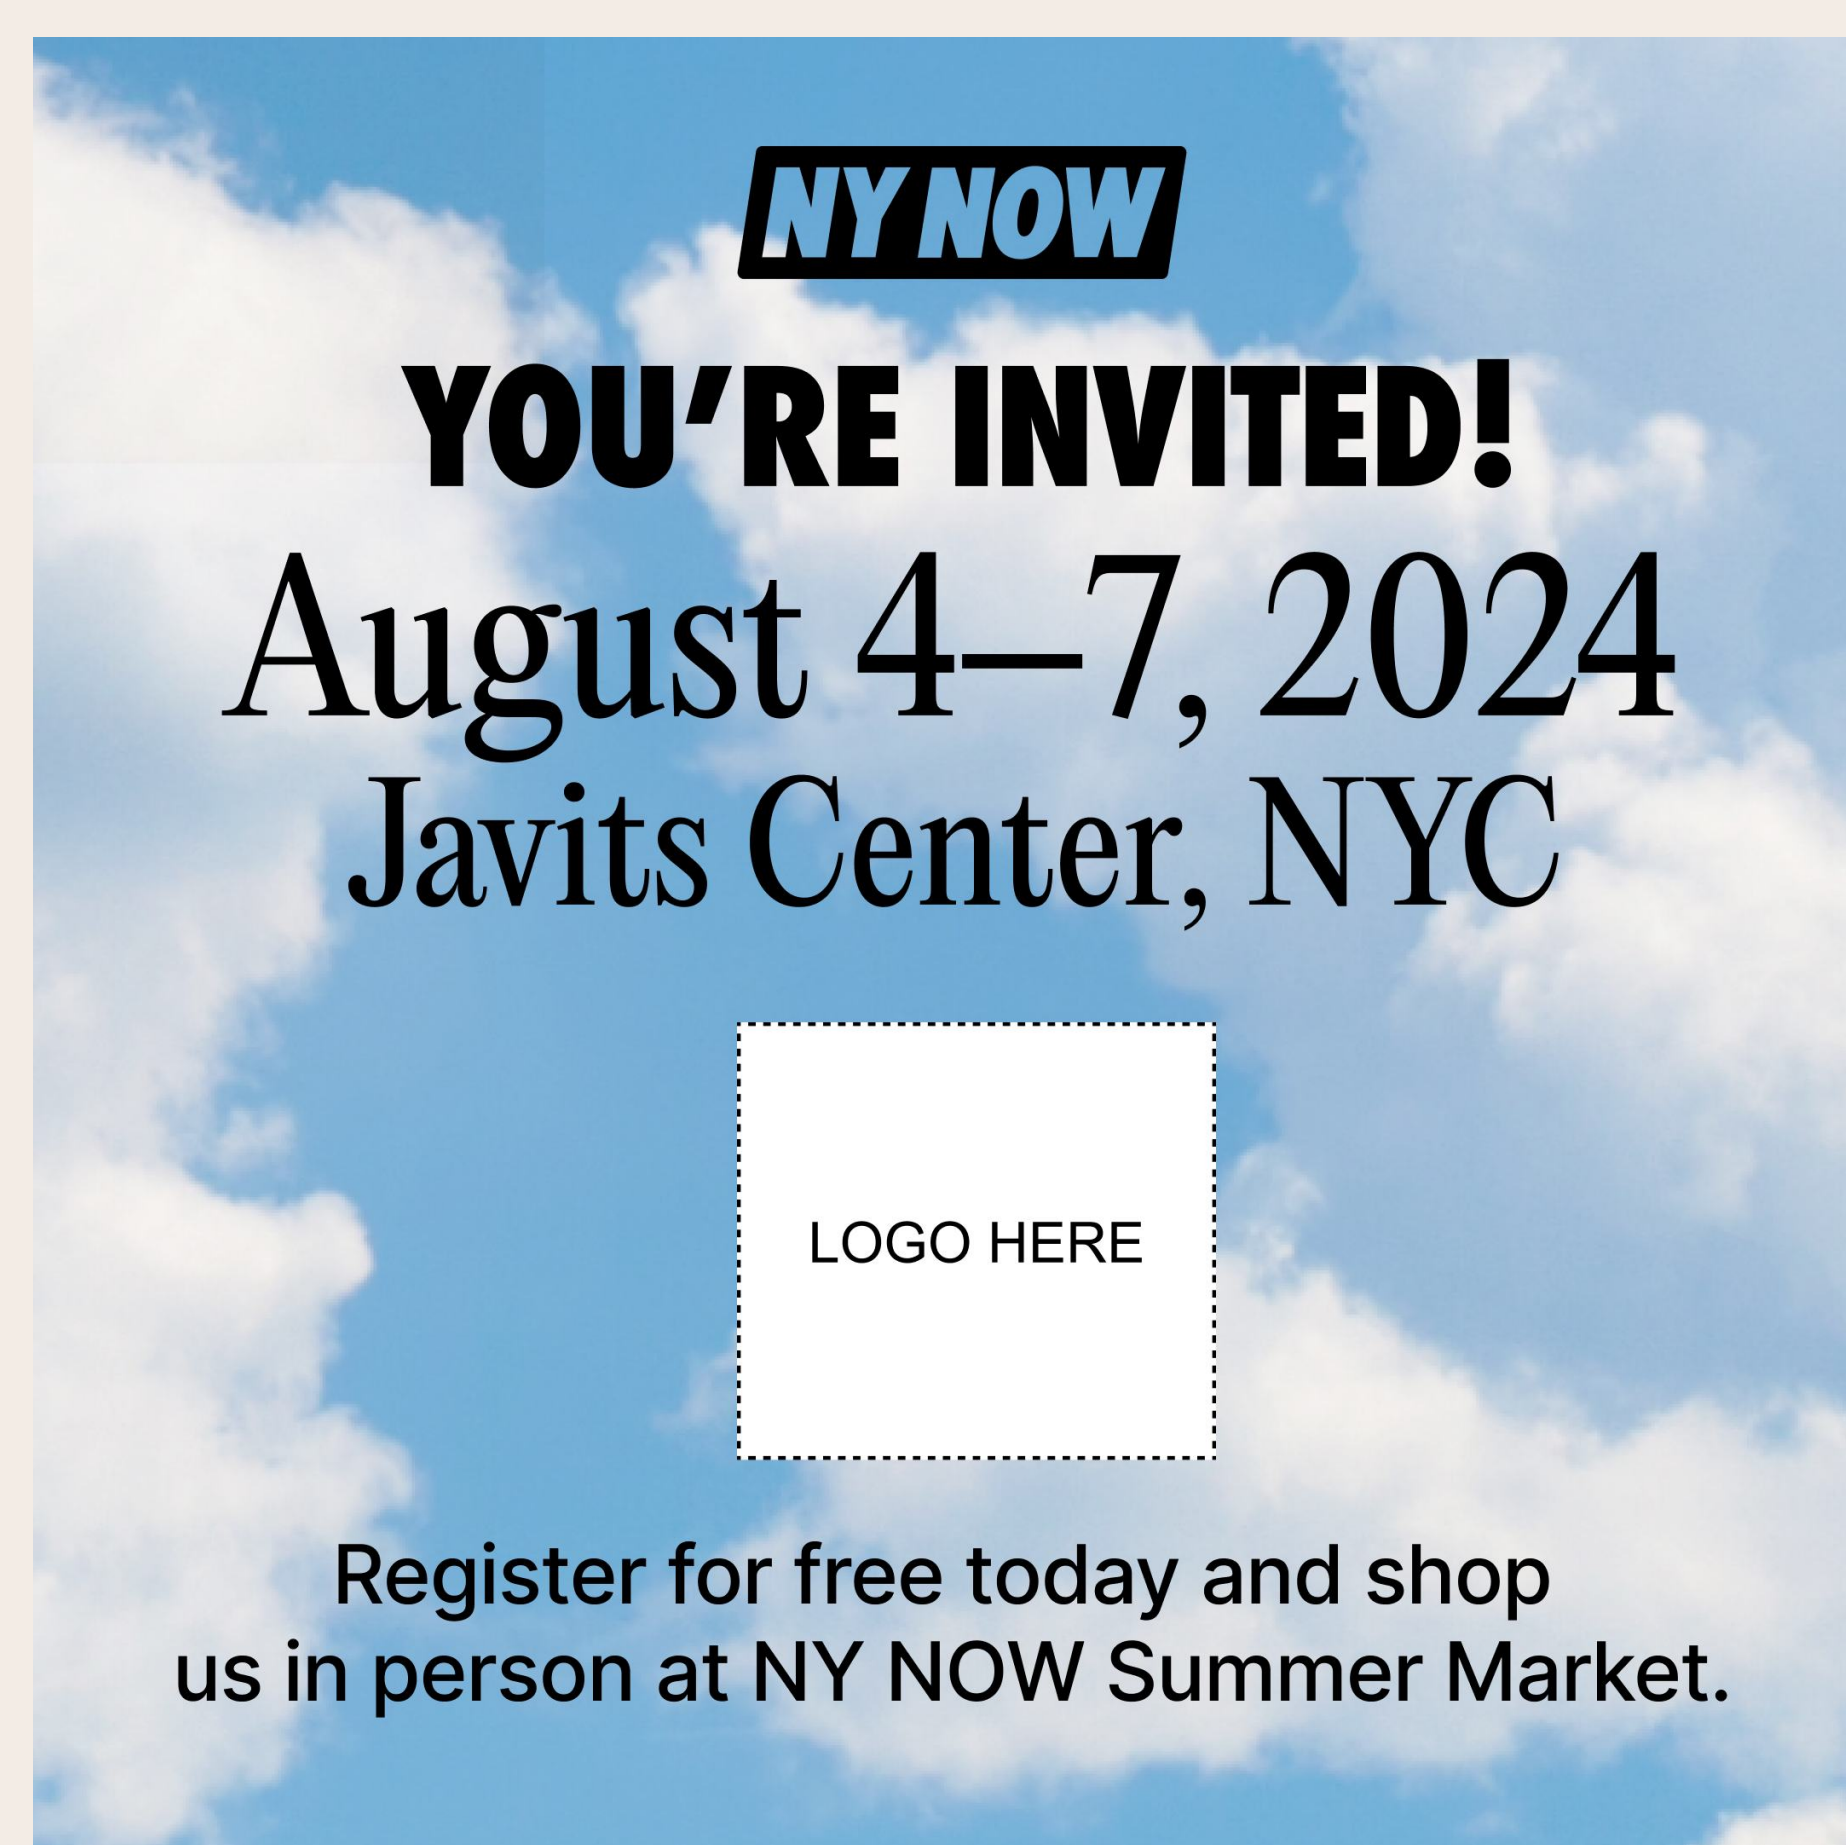 NY NOW
YOU’RE INVITED!
August 4–7, 2024
Javits Center, NYC
LOGO HERE
Register for free today and shop
us in person at NY NOW Summer Market.